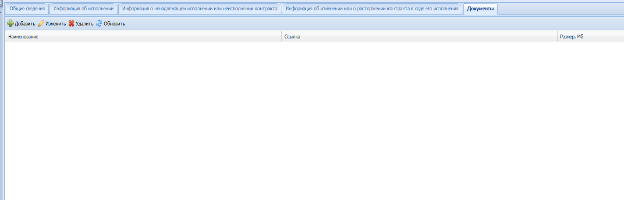 Общие сведения Информация об исполнении Информация о ненадлежащем исполнении или неисполнении контракта Информация об изменении или о расторжении контракта в ходе его исполнения Документы
Добавить Изменить Удалить Обновить
Наименование Ссылка Размер, Мб